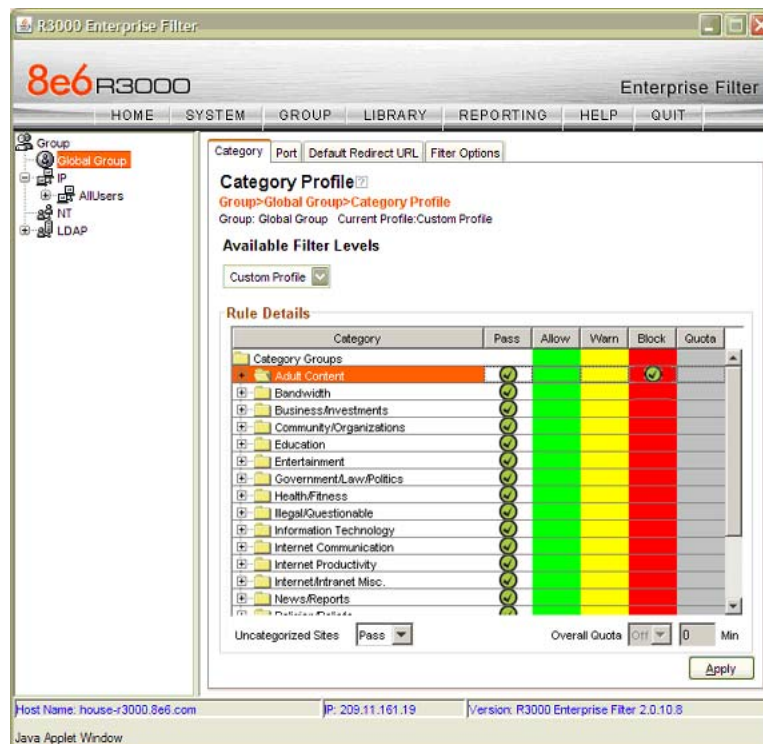 R3000 Enterprise Filter
8e6 R3000
Enterprise Filter
HOME SYSTEM GROUP LIBRARY REPORTING HELP QUIT
Group
Global Group
IP
AllUsers
NT
LDAP
Category Port Default Redirect URL Filter Options
Category Profile ?
Group>Global Group>Category Profile
Group: Global Group Current Profile:Custom Profile
Available Filter Levels
Custom Profile
Rule Details
Category Pass Allow Warn Block Quota
Category Groups
Adult Content
Bandwidth
Business/Investments
Community/Organizations
Education
Entertainment
Government/Law/Politics
Health/Fitness
Illegal/Questionable
Information Technology
Internet Communication
Internet Productivity
Internet/Intranet Misc.
News/Reports
Uncategorized Sites Pass Overall Quota Off 0 Min
Apply
Host Name: house-r3000.8e6.com IP: 209.11.161.19 Version: R3000 Enterprise Filter 2.0.10.8
Java Applet Window